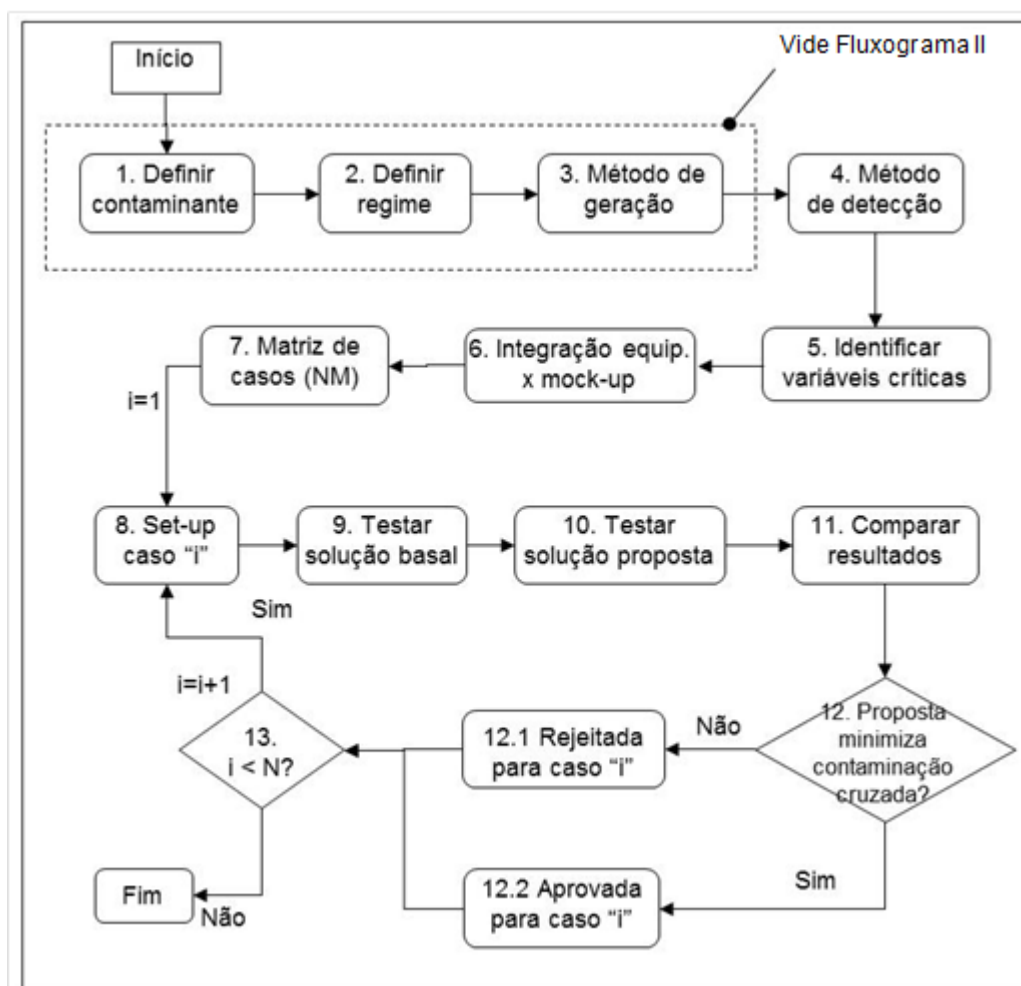 Vide Fluxograma II
Início
1. Definir
contaminante
2. Definir
regime
3. Método de
geração
4. Método
de detecção
5. Identificar
variáveis críticas
6. Integração equip.
x mock-up
7. Matriz de
casos (NM)
i=1
8. Set-up
caso “i”
9. Testar
solução basal
10. Testar
solução proposta
11. Comparar
resultados
12. Proposta
minimiza
contaminação
cruzada?
Não
12.1 Rejeitada
para caso “i”
Sim
12.2 Aprovada
para caso “i”
13.
i < N?
Sim
i=i+1
Não
Fim